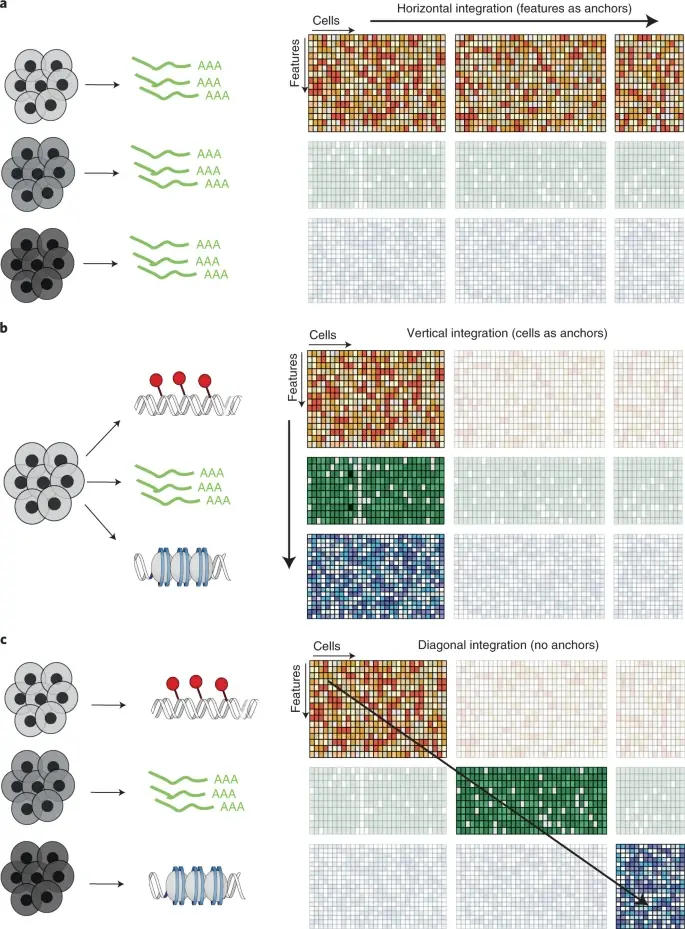 a
Horizontal integration (features as anchors)
Cells
Features
AAA
AAA
AAA
AAA
AAA
AAA
AAA
AAA
AAA
b
Vertical integration (cells as anchors)
Cells
Features
AAA
AAA
AAA
c
Diagonal integration (no anchors)
Cells
Features
AAA
AAA
AAA